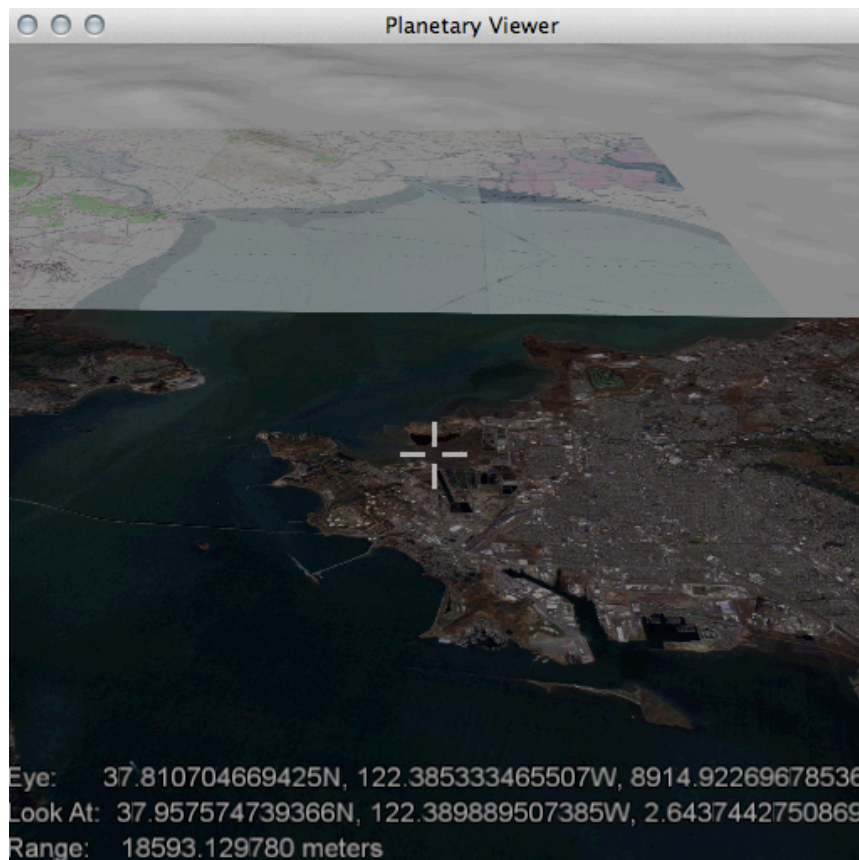 Planetary Viewer
Eye: 37.810704669425N, 122.385333465507W, 8914.92269678536
Look At: 37.957574739366N, 122.389889507385W, 2.6437442750869
Range: 18593.129780 meters